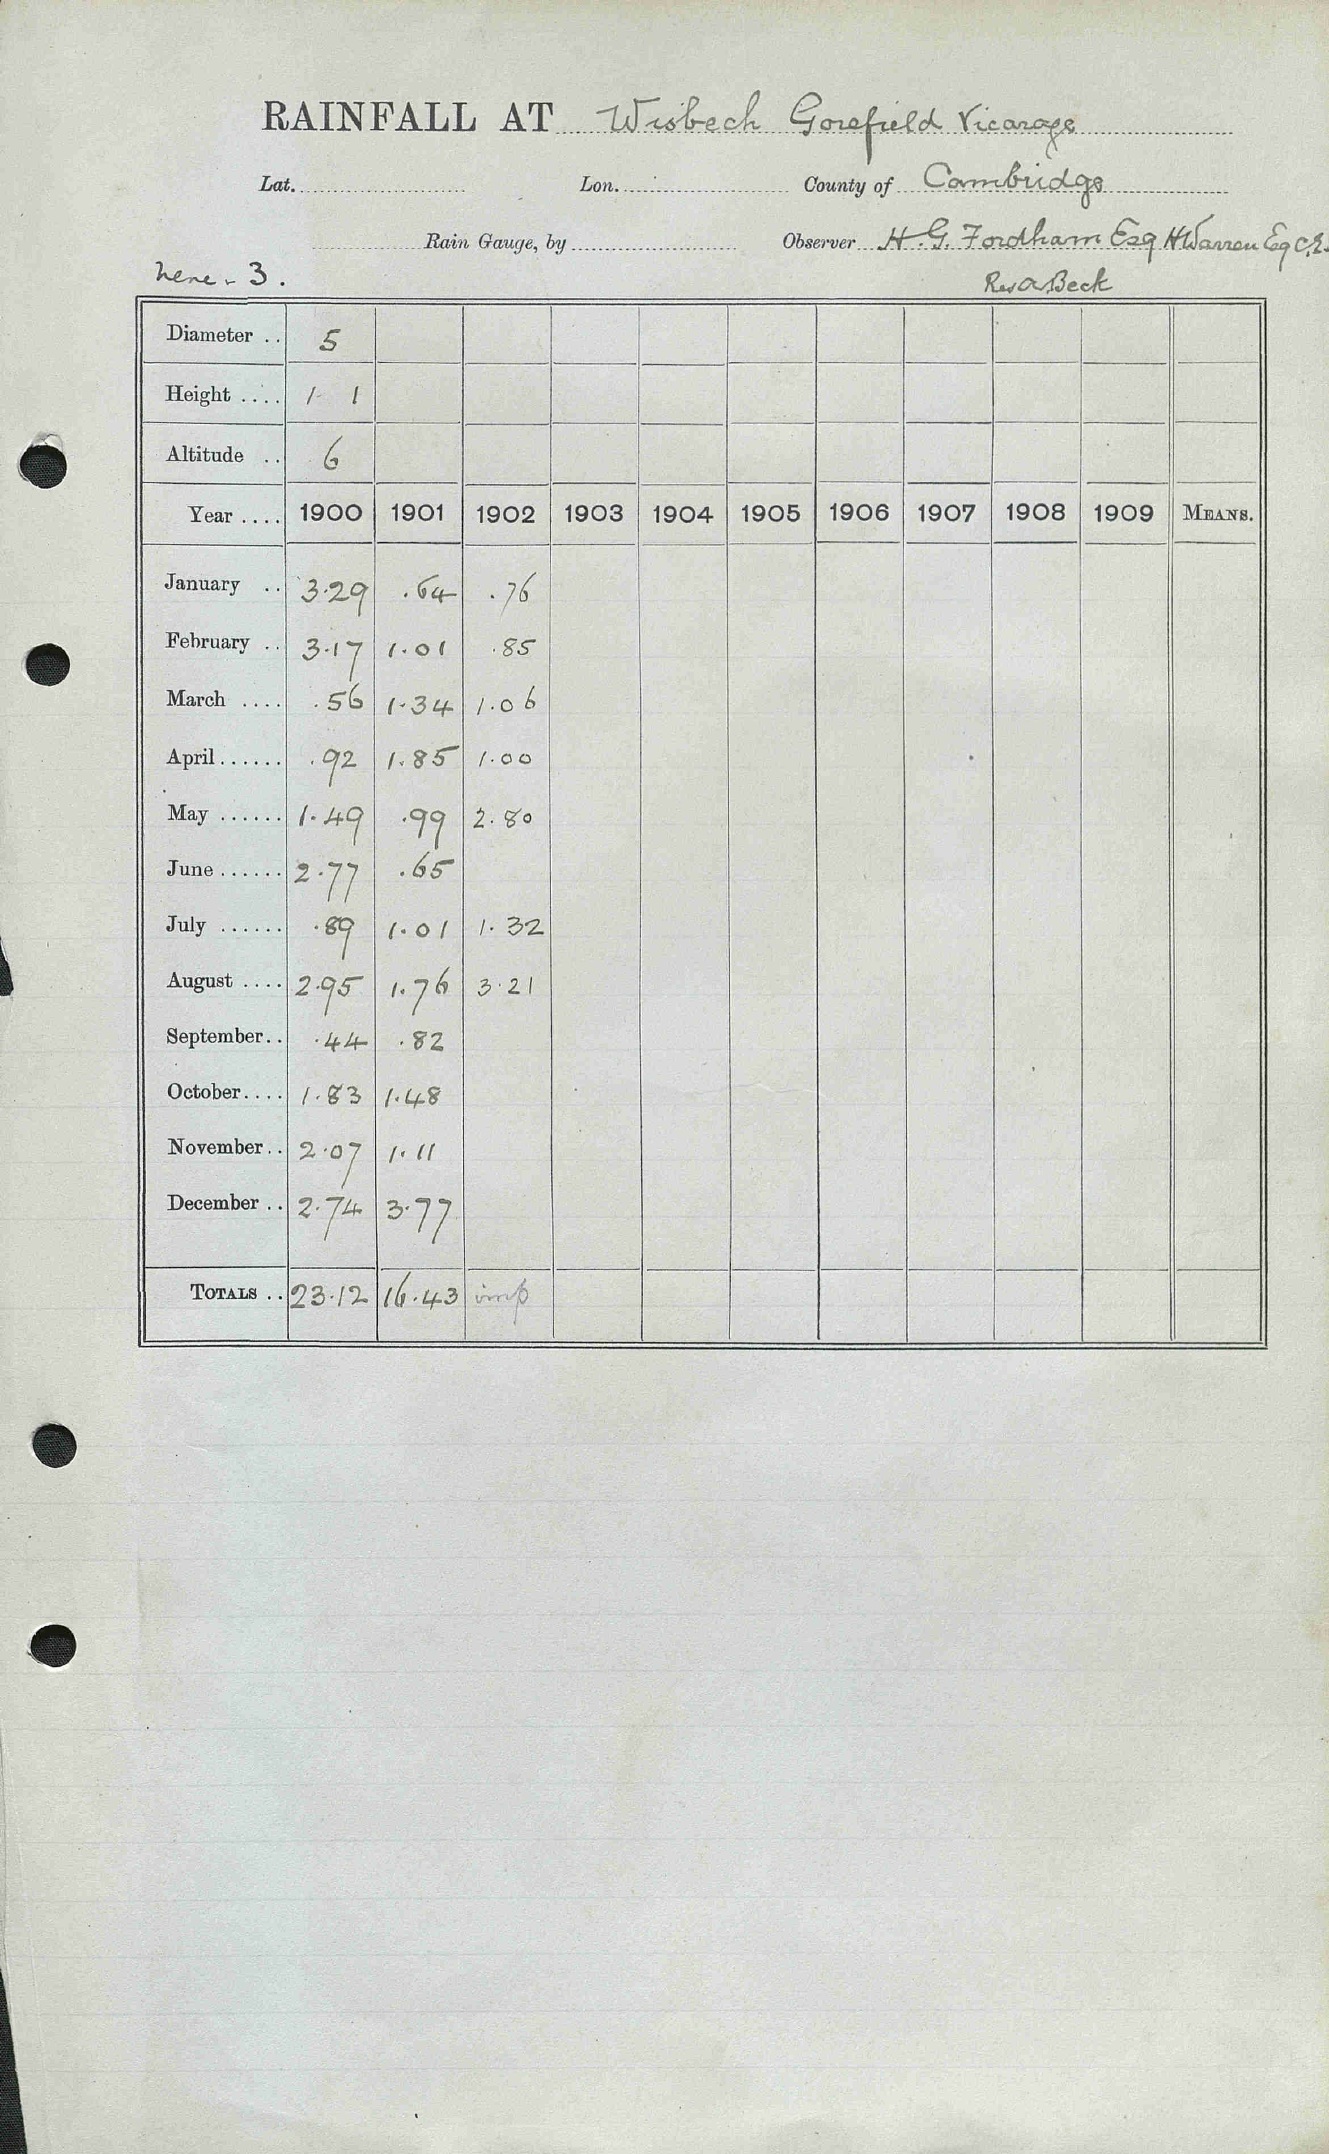 RAINFALL AT Wisbech Gorefield Vicarage
Lat. Lon. County of Cambridge
Rain Gauge, by Observer H. G. Fordham Esq H Warren Esq C.E.
Nene - 3. Rev A Beck
Diameter .. 5
Height .... 1 1
Altitude .. 6
Year .... 1900 1901 1902 1903 1904 1905 1906 1907 1908 1909 MEANS.
January .. 3.29 .64 .76
February .. 3.17 1.01 .85
March .... .56 1.34 1.06
April...... .92 1.85 1.00
May ...... 1.49 .99 2.80
June ...... 2.77 .65
July ...... .89 1.01 1.32
August .... 2.95 1.76 3.21
September.. .44 .82
October.... 1.83 1.48
November.. 2.07 1.11
December .. 2.74 3.77
TOTALS .. 23.12 16.43 imp